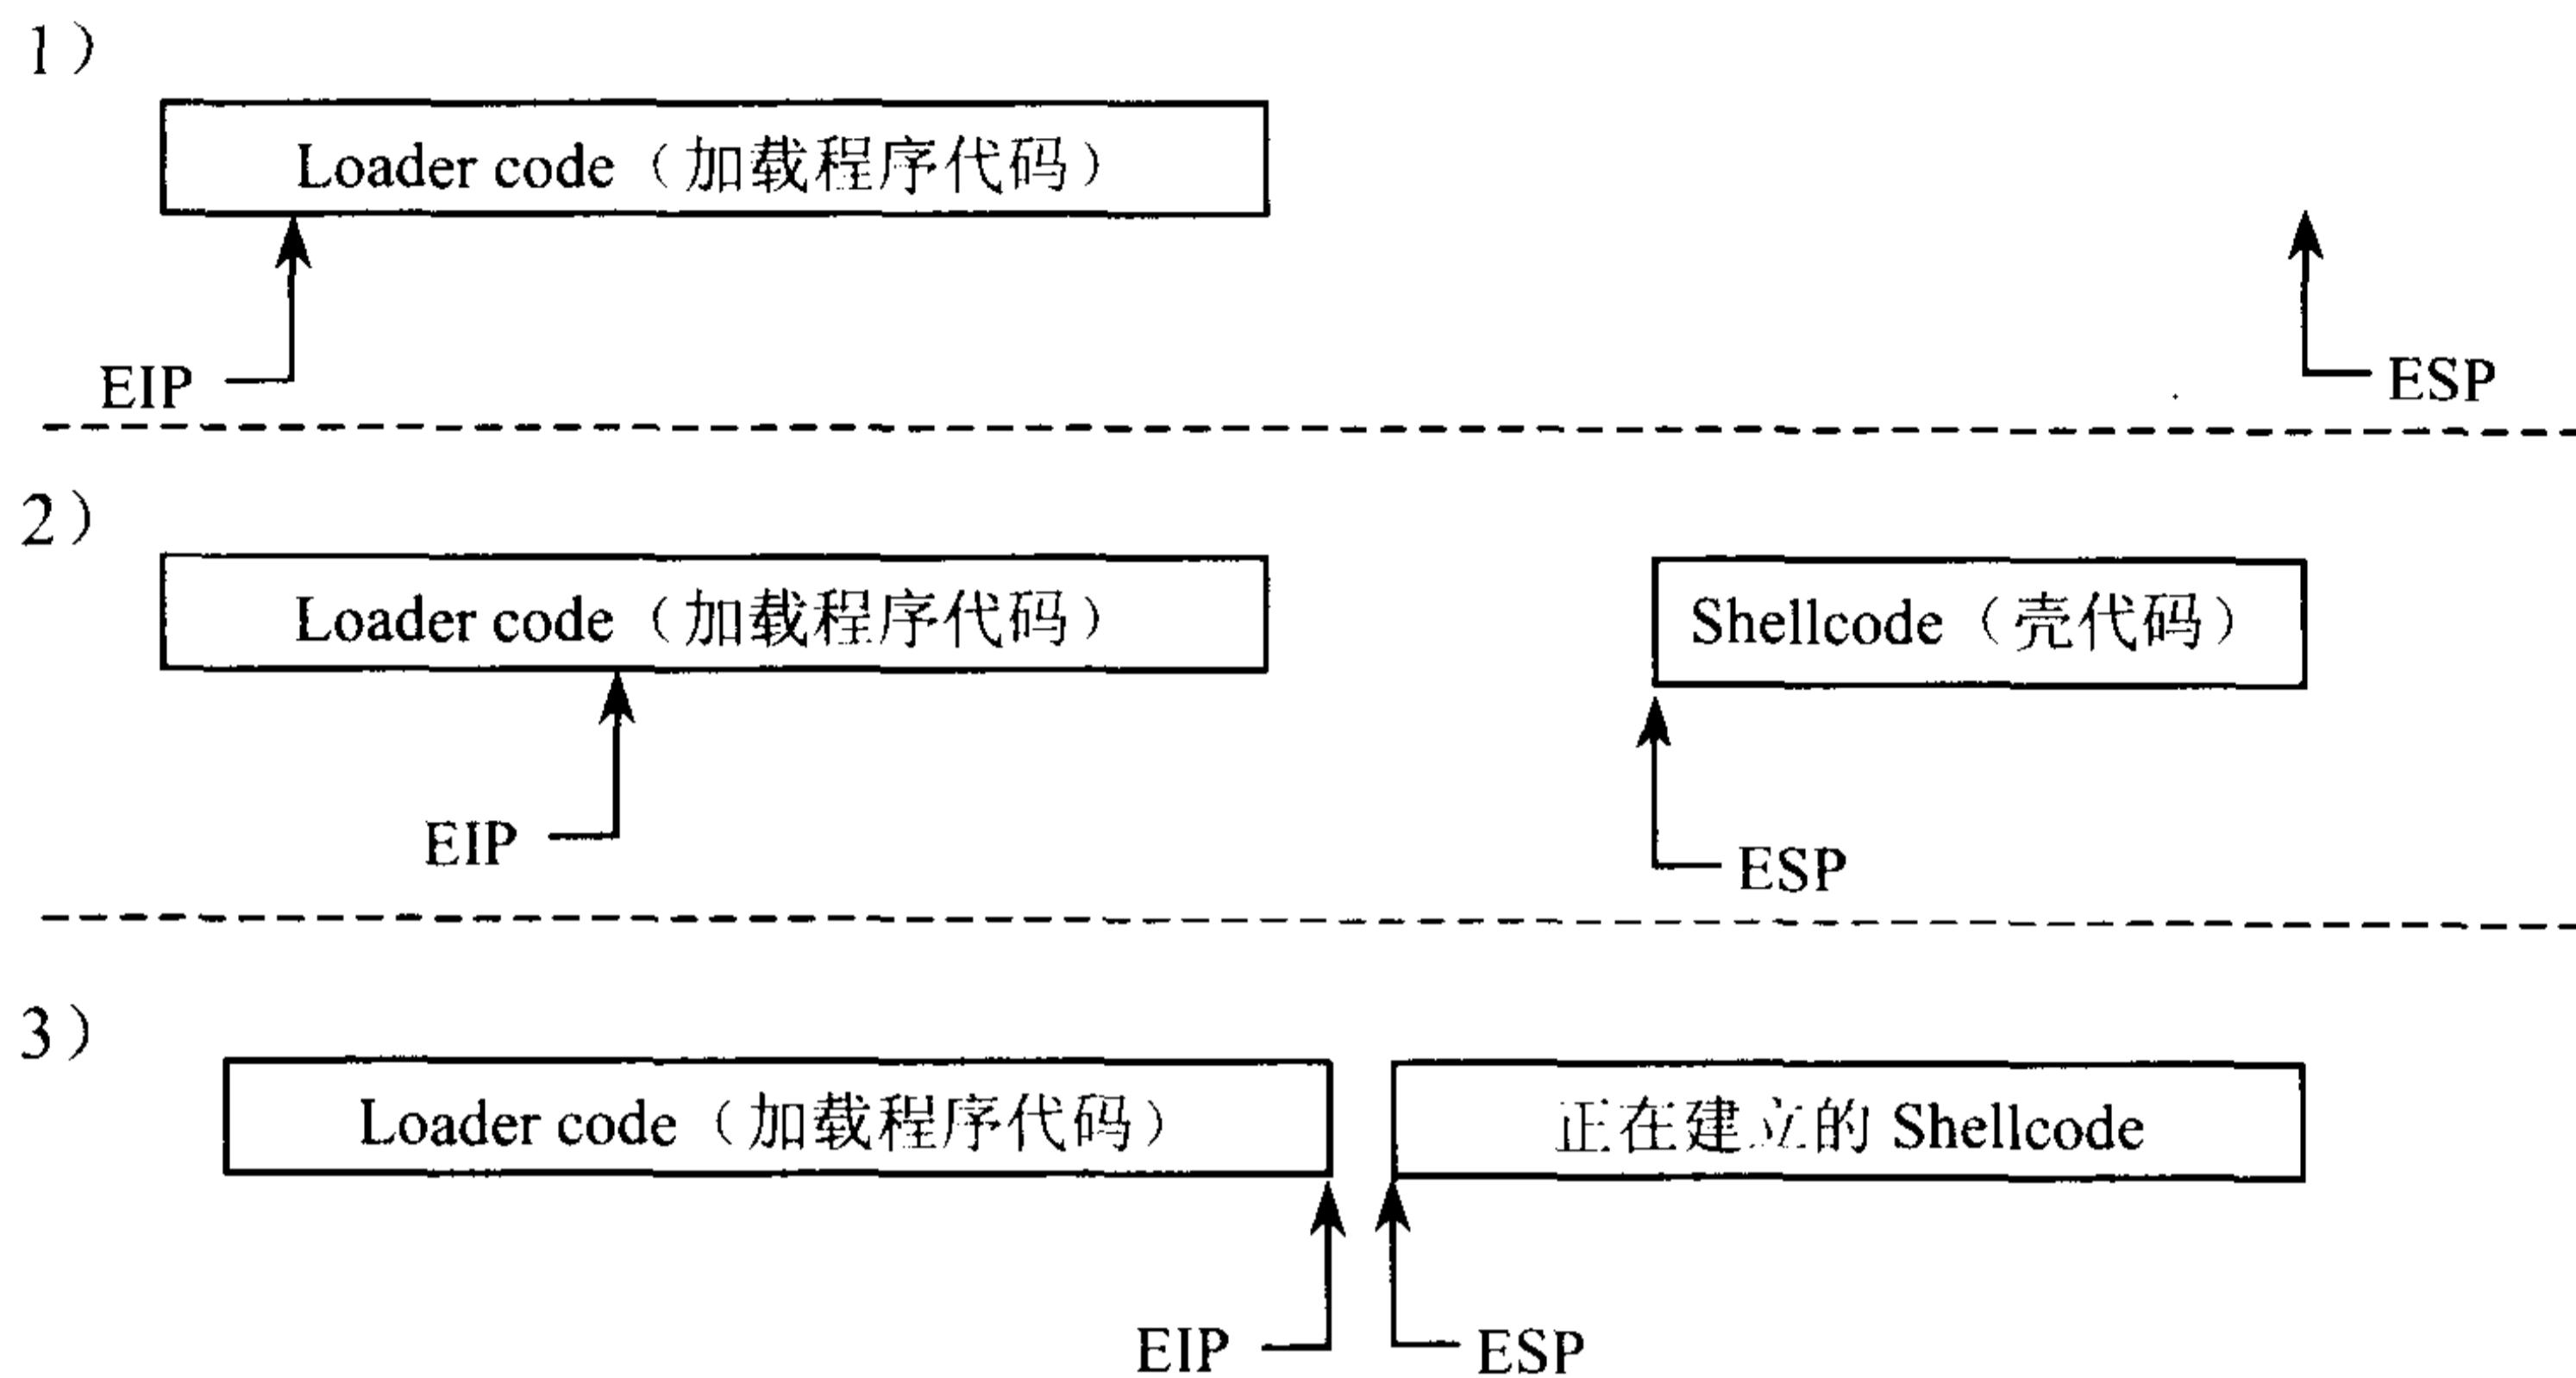 1）
Loader code（加载程序代码）
EIP
ESP
2）
Loader code（加载程序代码）
Shellcode（壳代码）
EIP
ESP
3）
Loader code（加载程序代码）
正在建立的 Shellcode
EIP
ESP